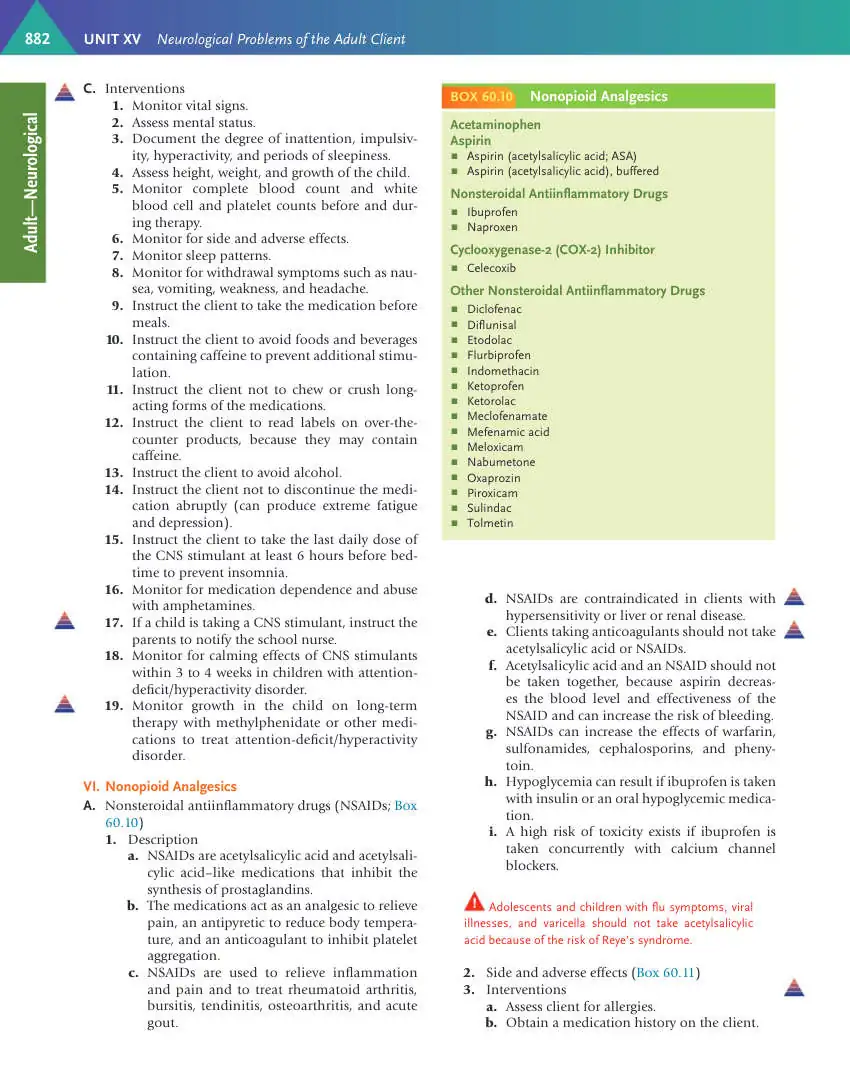 882 UNIT XV Neurological Problems of the Adult Client
Adult—Neurological
C. Interventions
1. Monitor vital signs.
2. Assess mental status.
3. Document the degree of inattention, impulsiv-
ity, hyperactivity, and periods of sleepiness.
4. Assess height, weight, and growth of the child.
5. Monitor complete blood count and white
blood cell and platelet counts before and dur-
ing therapy.
6. Monitor for side and adverse effects.
7. Monitor sleep patterns.
8. Monitor for withdrawal symptoms such as nau-
sea, vomiting, weakness, and headache.
9. Instruct the client to take the medication before
meals.
10. Instruct the client to avoid foods and beverages
containing caffeine to prevent additional stimu-
lation.
11. Instruct the client not to chew or crush long-
acting forms of the medications.
12. Instruct the client to read labels on over-the-
counter products, because they may contain
caffeine.
13. Instruct the client to avoid alcohol.
14. Instruct the client not to discontinue the medi-
cation abruptly (can produce extreme fatigue
and depression).
15. Instruct the client to take the last daily dose of
the CNS stimulant at least 6 hours before bed-
time to prevent insomnia.
16. Monitor for medication dependence and abuse
with amphetamines.
17. If a child is taking a CNS stimulant, instruct the
parents to notify the school nurse.
18. Monitor for calming effects of CNS stimulants
within 3 to 4 weeks in children with attention-
deficit/hyperactivity disorder.
19. Monitor growth in the child on long-term
therapy with methylphenidate or other medi-
cations to treat attention-deficit/hyperactivity
disorder.
VI. Nonopioid Analgesics
A. Nonsteroidal antiinflammatory drugs (NSAIDs; Box
60.10)
1. Description
a. NSAIDs are acetylsalicylic acid and acetylsali-
cylic acid–like medications that inhibit the
synthesis of prostaglandins.
b. The medications act as an analgesic to relieve
pain, an antipyretic to reduce body tempera-
ture, and an anticoagulant to inhibit platelet
aggregation.
c. NSAIDs are used to relieve inflammation
and pain and to treat rheumatoid arthritis,
bursitis, tendinitis, osteoarthritis, and acute
gout.
BOX 60.10 Nonopioid Analgesics
Acetaminophen
Aspirin
■ Aspirin (acetylsalicylic acid; ASA)
■ Aspirin (acetylsalicylic acid), buffered
Nonsteroidal Antiinflammatory Drugs
■ Ibuprofen
■ Naproxen
Cyclooxygenase-2 (COX-2) Inhibitor
■ Celecoxib
Other Nonsteroidal Antiinflammatory Drugs
■ Diclofenac
■ Diflunisal
■ Etodolac
■ Flurbiprofen
■ Indomethacin
■ Ketoprofen
■ Ketorolac
■ Meclofenamate
■ Mefenamic acid
■ Meloxicam
■ Nabumetone
■ Oxaprozin
■ Piroxicam
■ Sulindac
■ Tolmetin
d. NSAIDs are contraindicated in clients with
hypersensitivity or liver or renal disease.
e. Clients taking anticoagulants should not take
acetylsalicylic acid or NSAIDs.
f. Acetylsalicylic acid and an NSAID should not
be taken together, because aspirin decreas-
es the blood level and effectiveness of the
NSAID and can increase the risk of bleeding.
g. NSAIDs can increase the effects of warfarin,
sulfonamides, cephalosporins, and pheny-
toin.
h. Hypoglycemia can result if ibuprofen is taken
with insulin or an oral hypoglycemic medica-
tion.
i. A high risk of toxicity exists if ibuprofen is
taken concurrently with calcium channel
blockers.
Adolescents and children with flu symptoms, viral
illnesses, and varicella should not take acetylsalicylic
acid because of the risk of Reye's syndrome.
2. Side and adverse effects (Box 60.11)
3. Interventions
a. Assess client for allergies.
b. Obtain a medication history on the client.